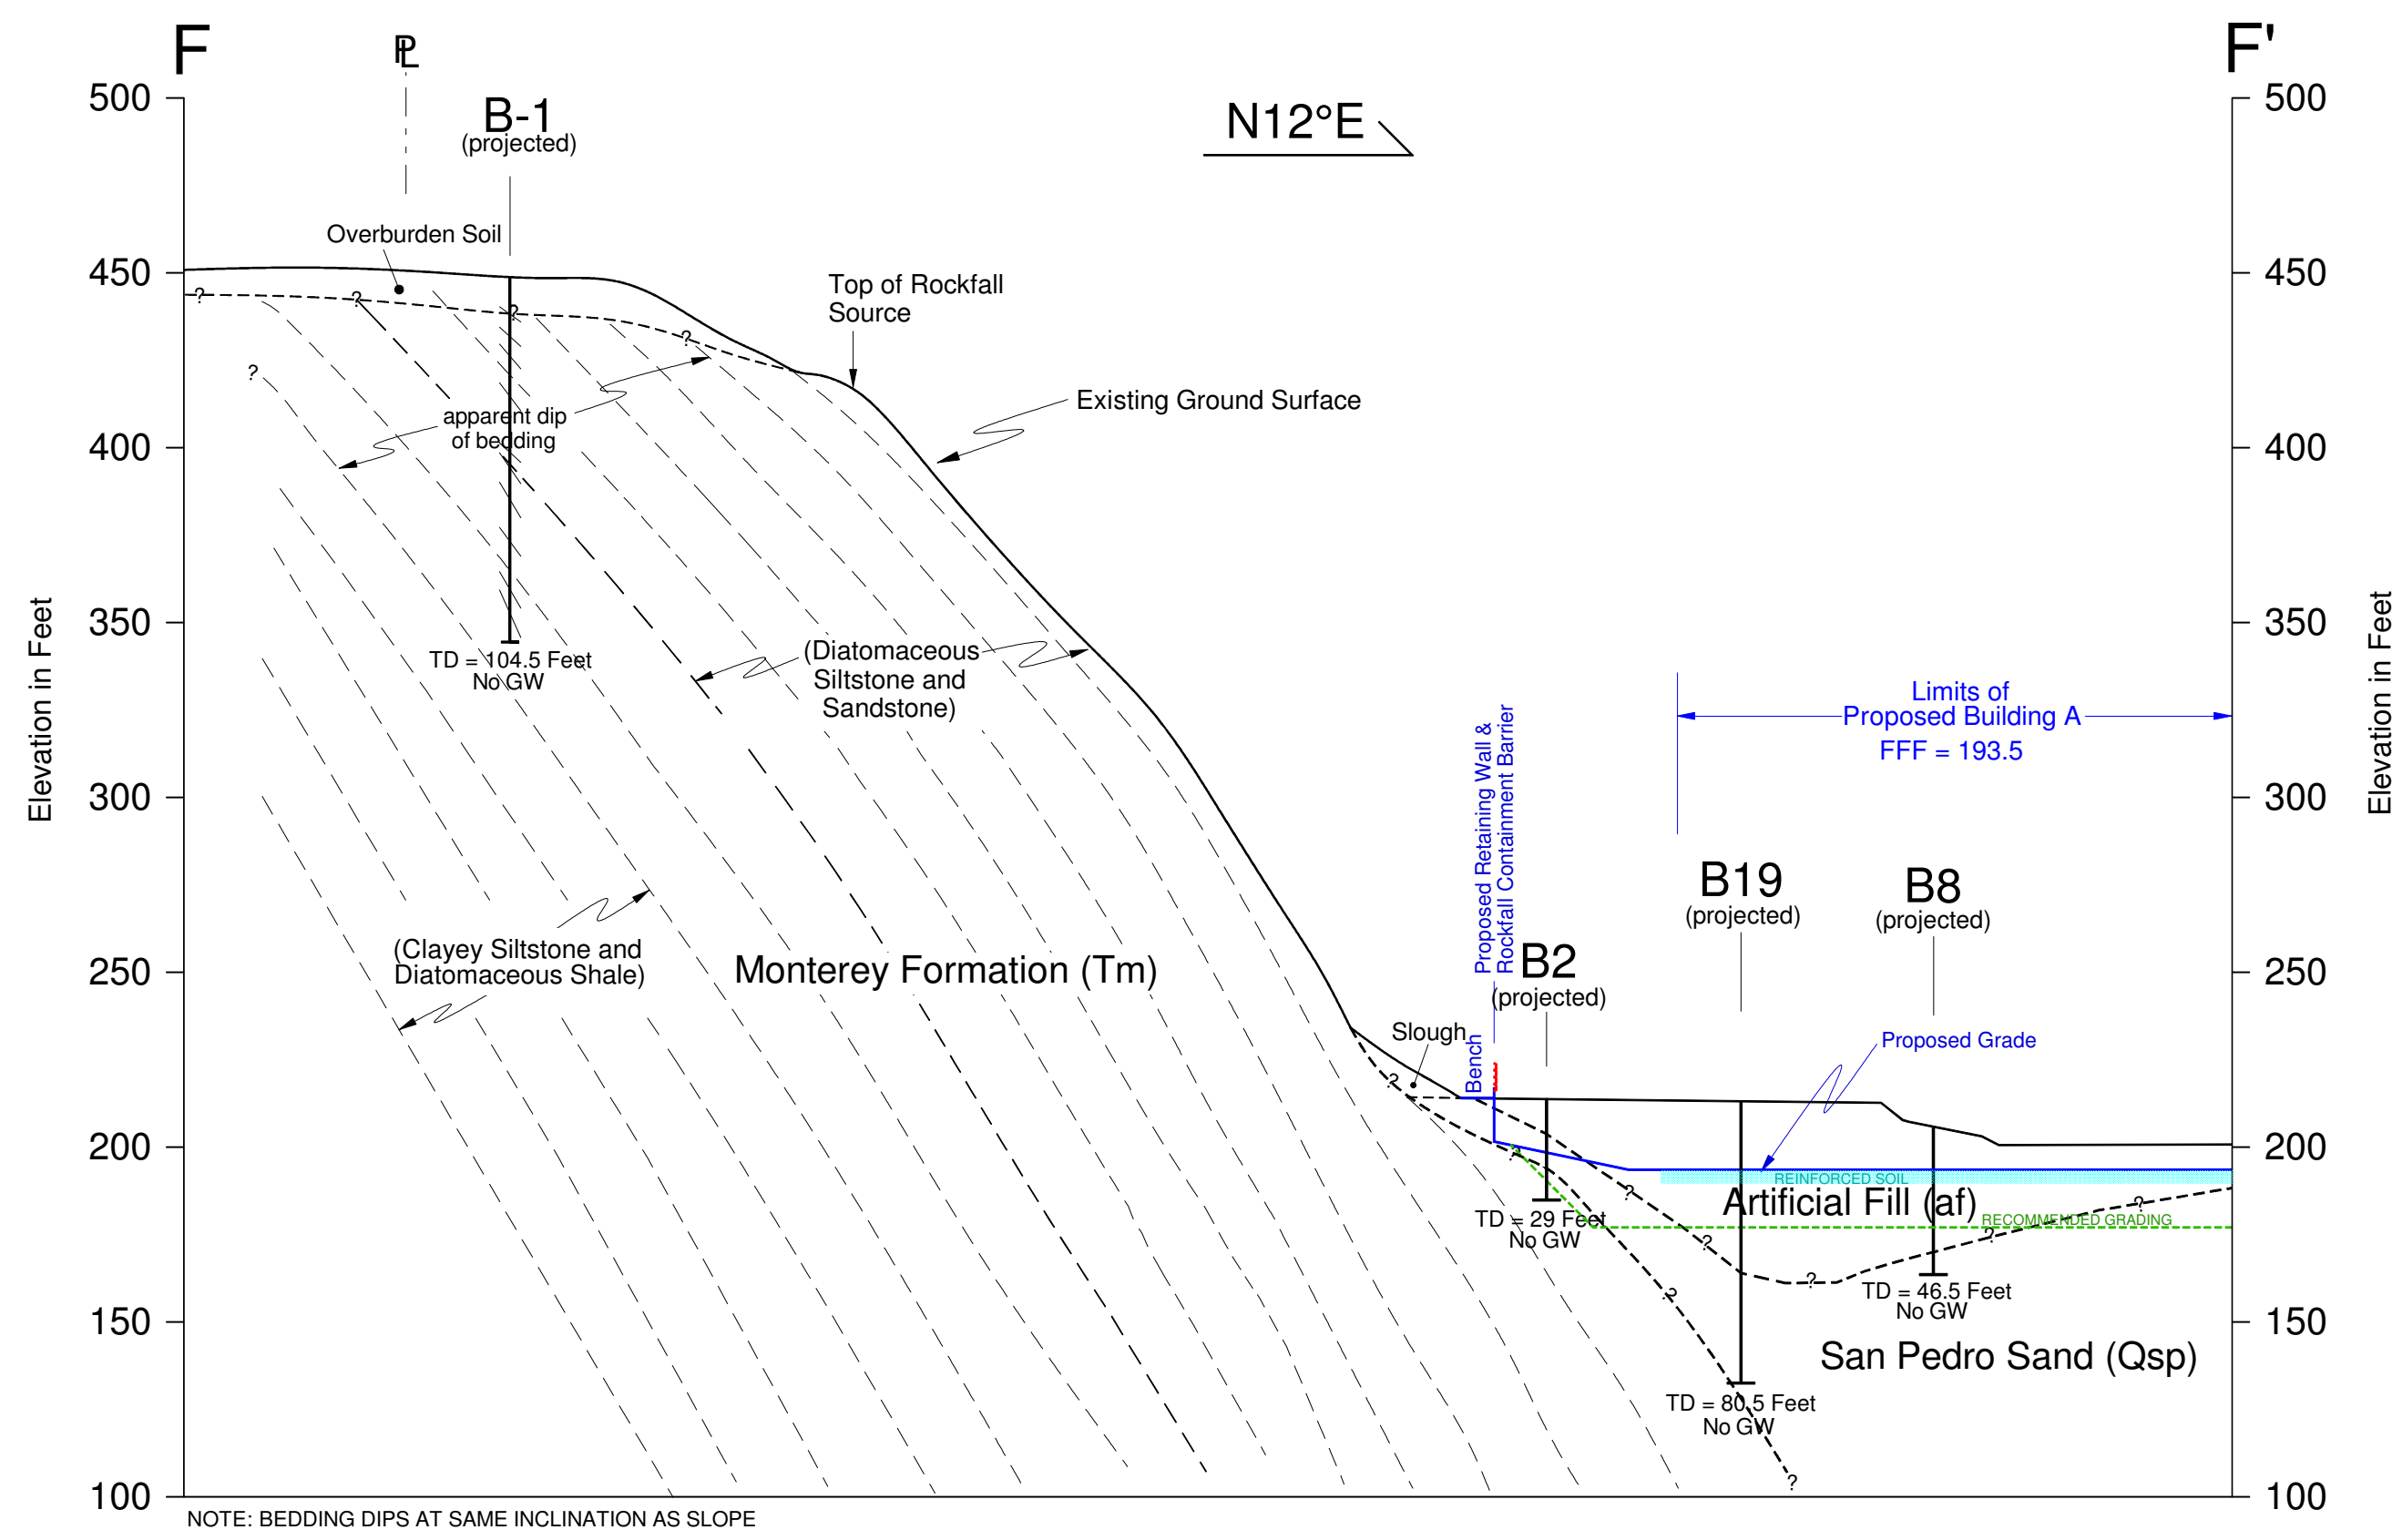 F
PL
F'
500
500
B-1
(projected)
N12°E
Overburden Soil
450
450
Top of Rockfall
Source
?
?
?
?
?
Existing Ground Surface
apparent dip
of bedding
400
400
Elevation in Feet
Elevation in Feet
350
350
TD = 104.5 Feet
No GW
(Diatomaceous
Siltstone and
Sandstone)
Limits of
Proposed Building A
FFF = 193.5
Proposed Retaining Wall &
Rockfall Containment Barrier
300
300
B19
(projected)
B8
(projected)
B2
(projected)
(Clayey Siltstone and
Diatomaceous Shale)
Monterey Formation (Tm)
250
250
Slough
Bench
Proposed Grade
?
200
200
?
REINFORCED SOIL
?
Artificial Fill (af)
?
RECOMMENDED GRADING
TD = 29 Feet
No GW
?
?
?
?
TD = 46.5 Feet
No GW
150
150
San Pedro Sand (Qsp)
TD = 80.5 Feet
No GW
?
100
100
NOTE: BEDDING DIPS AT SAME INCLINATION AS SLOPE